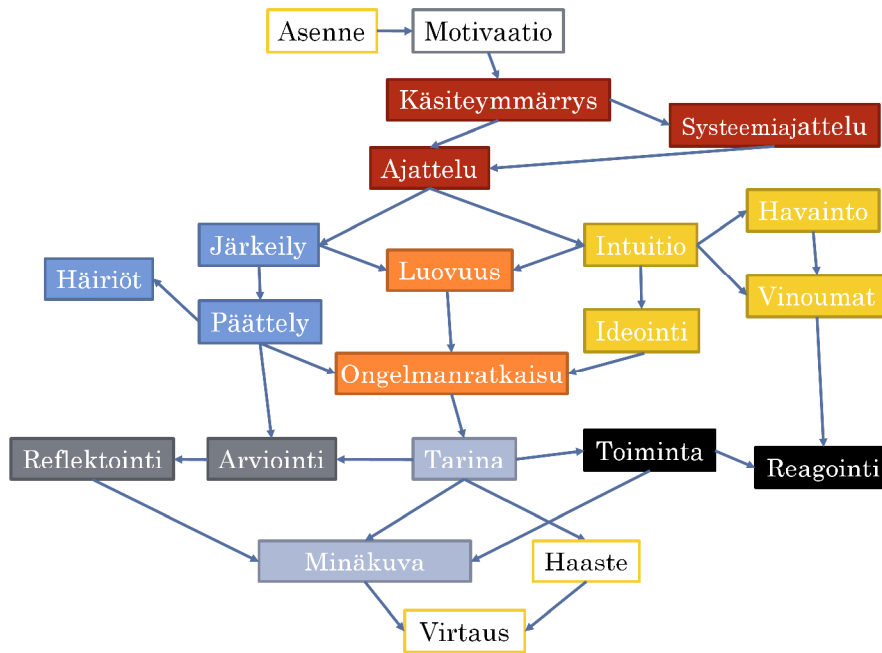 Asenne
Motivaatio
Käsiteymmärrys
Systeemiajattelu
Ajattelu
Havainto
Järkeily
Intuitio
Luovuus
Häiriöt
Vinoumat
Päättely
Ideointi
Ongelmanratkaisu
Reflektointi
Arviointi
Tarina
Toiminta
Reagointi
Minäkuva
Haaste
Virtaus